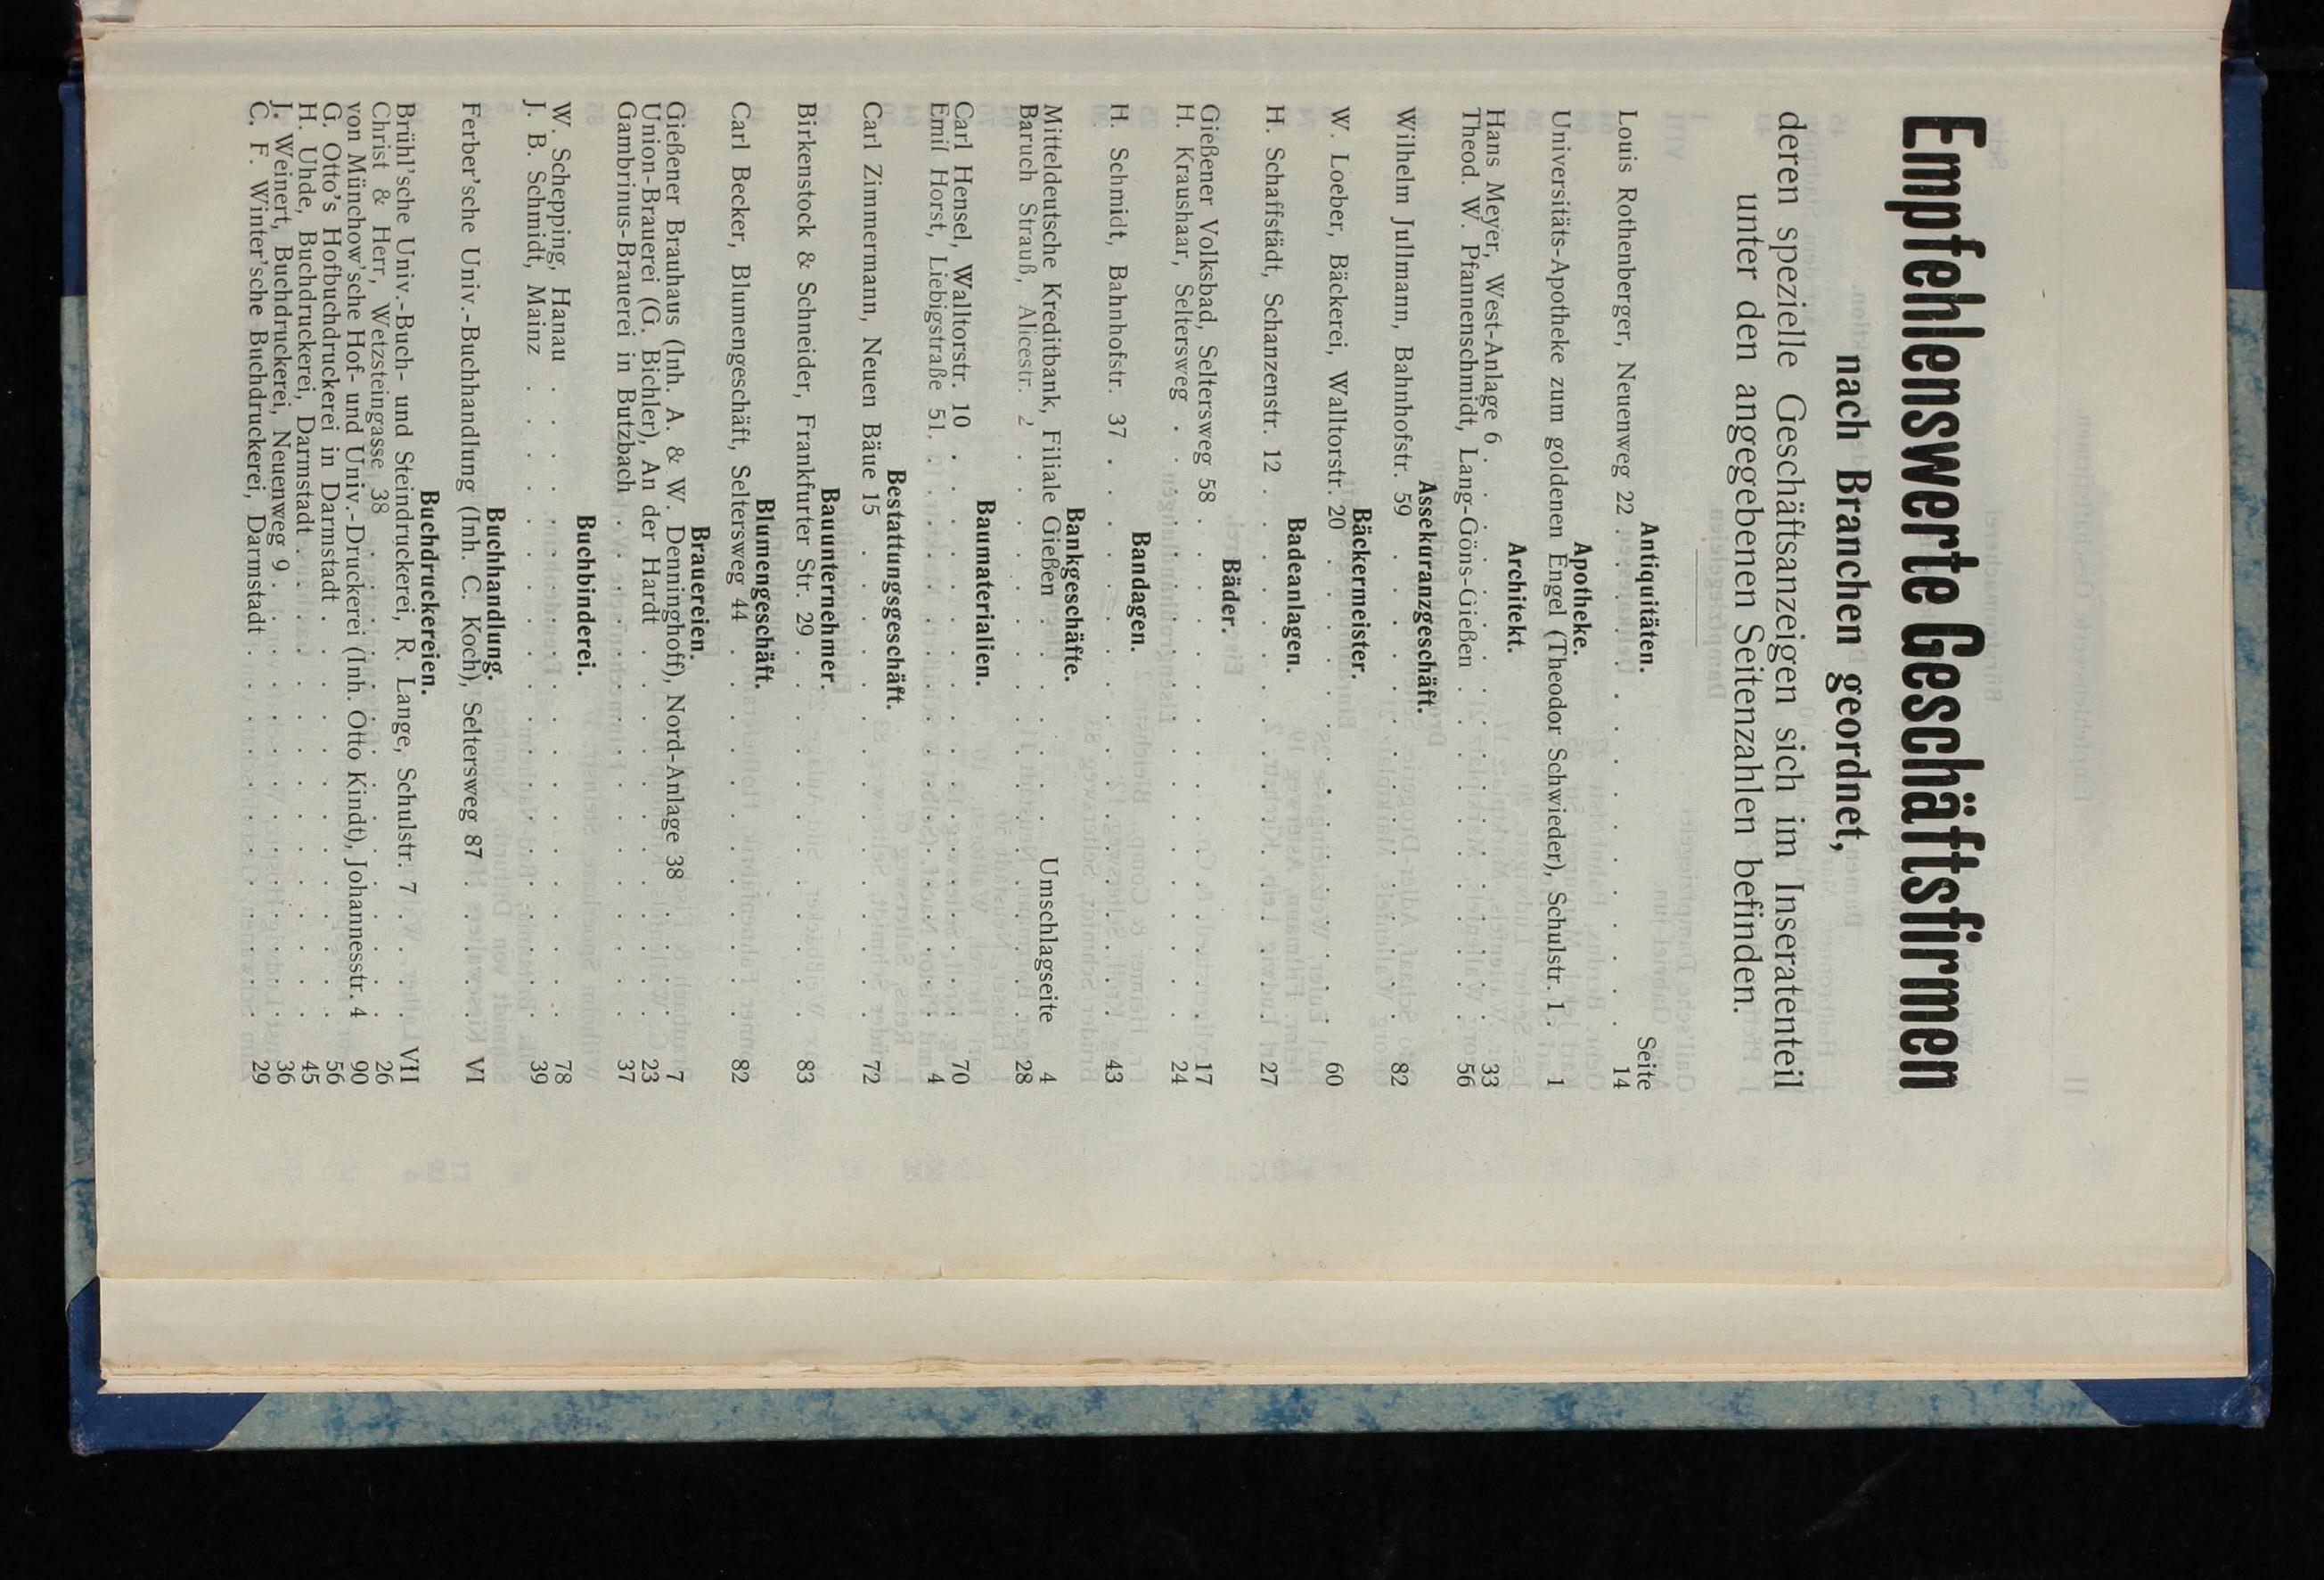 Empfehlenswerte Geschäftsfirmen
nach Branchen geordnet,
deren spezielle Geschäftsanzeigen sich im Inseratenteil
unter den angegebenen Seitenzahlen befinden.
Antiquitäten. Seite
Louis Rothenberger, Neuenweg 22 . . . . . . . . . 14
Apotheke.
Universitäts-Apotheke zum goldenen Engel (Theodor Schwieder), Schulstr. 1 . 1
Architekt.
Hans Meyer, West-Anlage 6 . . . . . . . . . 33
Theod. W. Pfannenschmidt, Lang-Göns-Gießen . . . . . . 56
Assekuranzgeschäft.
Wilhelm Jullmann, Bahnhofstr. 59 . . . . . . . . 82
Bäckermeister.
W. Loeber, Bäckerei, Walltorstr. 20 . . . . . . . . 60
Badeanlagen.
H. Schaffstädt, Schanzenstr. 12 . . . . . . . . . 27
Bäder.
Gießener Volksbad, Seltersweg 58 . . . . . . . . 17
H. Kraushaar, Seltersweg . . . . . . . . . . 24
Bandagen.
H. Schmidt, Bahnhofstr. 37 . . . . . . . . . 43
Bankgeschäfte.
Mitteldeutsche Kreditbank, Filiale Gießen . . . . Umschlagseite 4
Baruch Strauß, Alicestr. 2 . . . . . . . . . 28
Baumaterialien.
Carl Hensel, Walltorstr. 10 . . . . . . . . . 70
Emil Horst, Liebigstraße 51 . . . . . . . . . 4
Bestattungsgeschäft.
Carl Zimmermann, Neuen Bäue 15 . . . . . . . . 72
Bauunternehmer.
Birkenstock & Schneider, Frankfurter Str. 29 . . . . . . 83
Blumengeschäft.
Carl Becker, Blumengeschäft, Seltersweg 44 . . . . . . 82
Brauereien.
Gießener Brauhaus (Inh. A. & W. Denninghoff), Nord-Anlage 38 . . . 7
Union-Brauerei (G. Bichler), An der Hardt . . . . . . 23
Gambrinus-Brauerei in Butzbach . . . . . . . . 37
Buchbinderei.
W. Schepping, Hanau . . . . . . . . . . 78
J. B. Schmidt, Mainz . . . . . . . . . . 39
Buchhandlung.
Ferber'sche Univ.-Buchhandlung (Inh. C. Koch), Seltersweg 87 . . . VI
Buchdruckereien.
Brühl'sche Univ.-Buch- und Steindruckerei, R. Lange, Schulstr. 7 . . . VII
Christ & Herr, Wetzsteingasse 38 . . . . . . . . 26
von Münchow'sche Hof- und Univ.-Druckerei (Inh. Otto Kindt), Johannesstr. 4 90
G. Otto's Hofbuchdruckerei in Darmstadt . . . . . . . 56
H. Uhde, Buchdruckerei, Darmstadt . . . . . . . . 45
J. Weinert, Buchdruckerei, Neuenweg 9 . . . . . . . 36
C. F. Winter'sche Buchdruckerei, Darmstadt . . . . . . 29